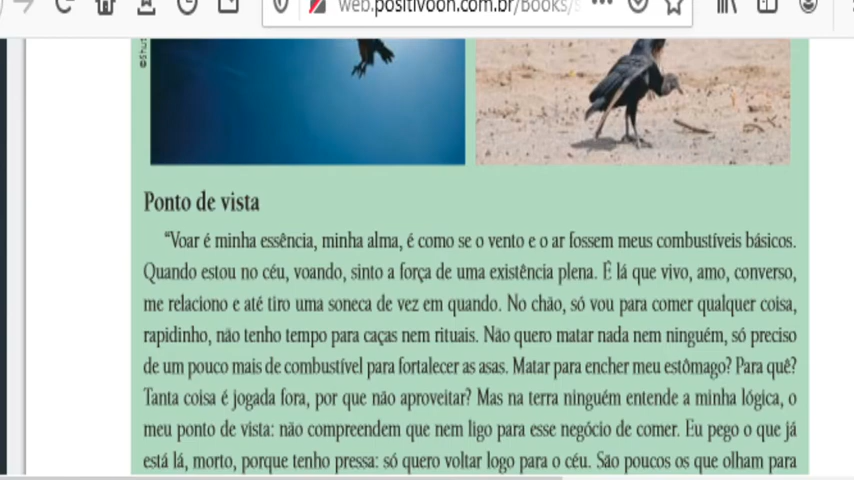 web.positivoon.com.br/Books/
©Shut
Ponto de vista
“Voar é minha essência, minha alma, é como se o vento e o ar fossem meus combustíveis básicos.
Quando estou no céu, voando, sinto a força de uma existência plena. É lá que vivo, amo, converso,
me relaciono e até tiro uma soneca de vez em quando. No chão, só vou para comer qualquer coisa,
rapidinho, não tenho tempo para caças nem rituais. Não quero matar nada nem ninguém, só preciso
de um pouco mais de combustível para fortalecer as asas. Matar para encher meu estômago? Para quê?
Tanta coisa é jogada fora, por que não aproveitar? Mas na terra ninguém entende a minha lógica, o
meu ponto de vista: não compreendem que nem ligo para esse negócio de comer. Eu pego o que já
está lá, morto, porque tenho pressa: só quero voltar logo para o céu. São poucos os que olham para